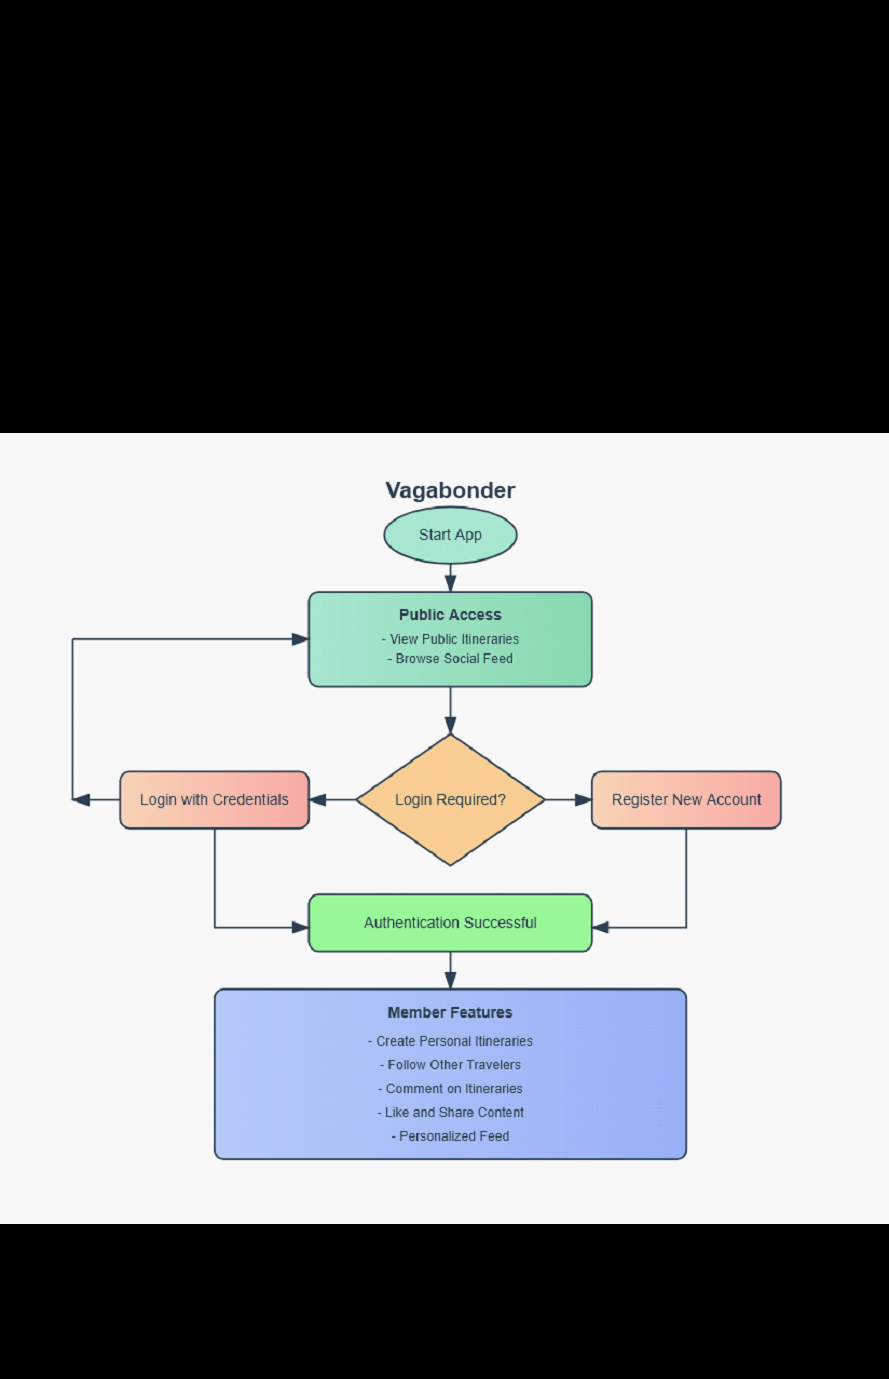 Vagabonder
Start App
Public Access
- View Public Itineraries
- Browse Social Feed
Login with Credentials
Login Required?
Register New Account
Authentication Successful
Member Features
- Create Personal Itineraries
- Follow Other Travelers
- Comment on Itineraries
- Like and Share Content
- Personalized Feed